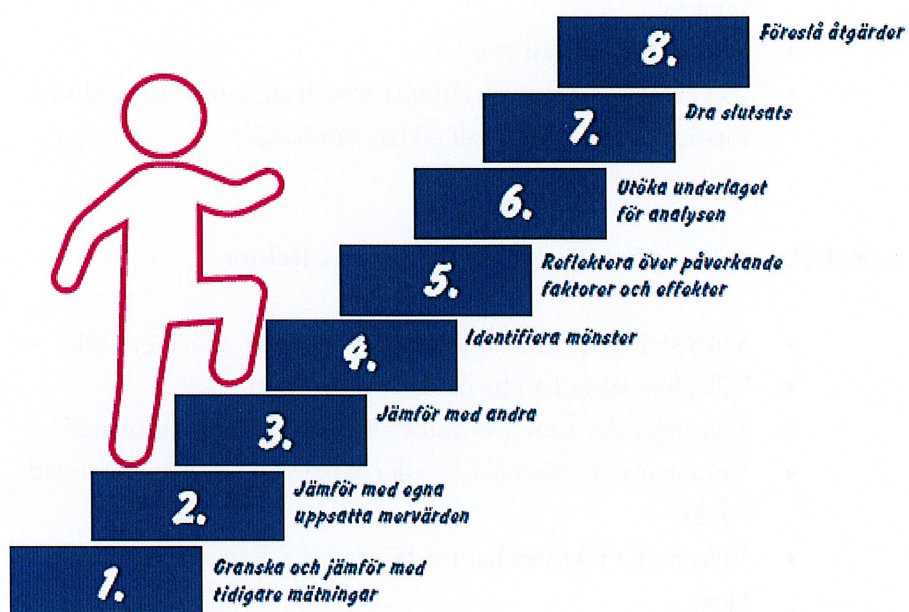 8. Föreslå åtgärder
7. Dra slutsats
6. Utöka underlaget
för analysen
5. Reflektera över påverkande
faktorer och effekter
4. Identifiera mönster
3. Jämför med andra
2. Jämför med egna
uppsatta mervärden
1. Granska och jämför med
tidigare mätningar